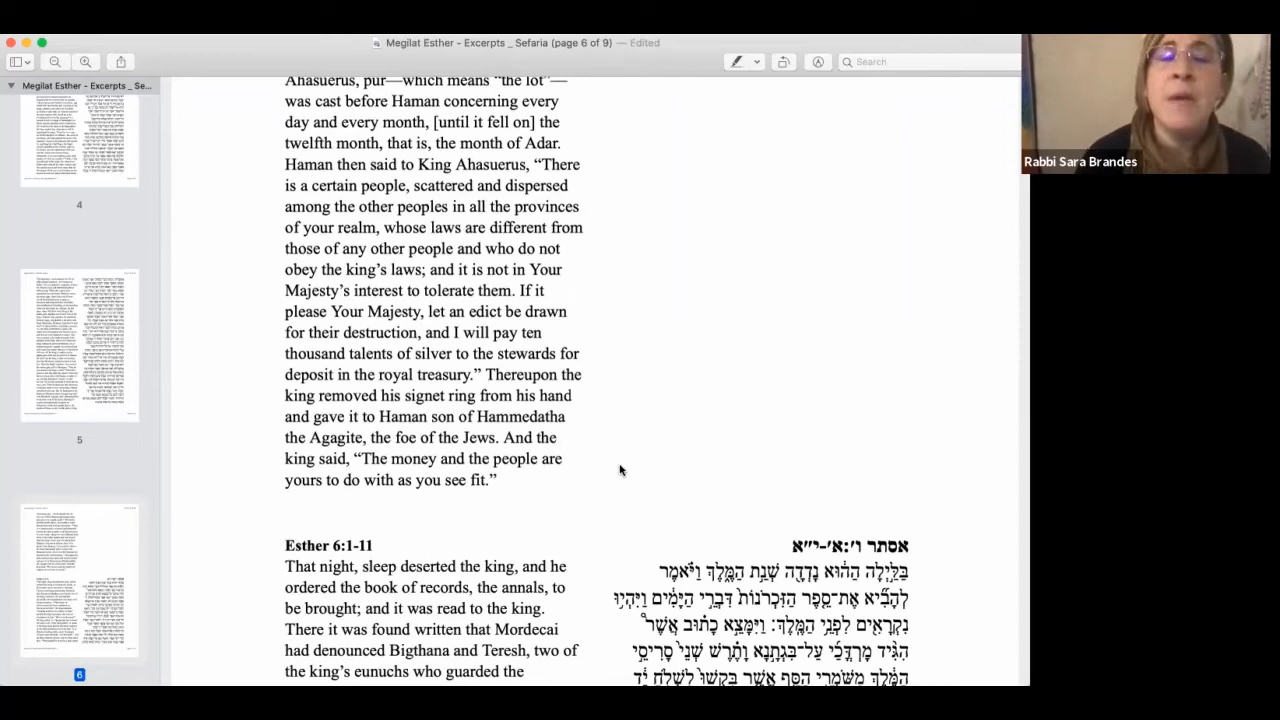 Megilat Esther - Excerpts _ Sefaria (page 6 of 9) — Edited
Search
Megilat Esther - Excerpts _ Se...
4
5
6
Ahasuerus, pur—which means “the lot”—
was cast before Haman concerning every
day and every month, [until it fell on] the
twelfth month, that is, the month of Adar.
Haman then said to King Ahasuerus, “There
is a certain people, scattered and dispersed
among the other peoples in all the provinces
of your realm, whose laws are different from
those of any other people and who do not
obey the king’s laws; and it is not in Your
Majesty’s interest to tolerate them. If it
please Your Majesty, let an edict be drawn
for their destruction, and I will pay ten
thousand talents of silver to the stewards for
deposit in the royal treasury.” Thereupon the
king removed his signet ring from his hand
and gave it to Haman son of Hammedatha
the Agagite, the foe of the Jews. And the
king said, “The money and the people are
yours to do with as you see fit.”
Esther 6:1-11
That night, sleep deserted the king, and he
ordered the book of records, the annals, to
be brought; and it was read to the king.
There it was found written that Mordecai
had denounced Bigthana and Teresh, two of
the king’s eunuchs who guarded the
אסתר ו׳:א׳-י״א
בַּלַּ֣יְלָה הַה֔וּא נָדְדָ֖ה שְׁנַ֣ת הַמֶּ֑לֶךְ וַיֹּ֗אמֶר
לְהָבִ֞יא אֶת־סֵ֤פֶר הַזִּכְרֹנוֹת֙ דִּבְרֵ֣י הַיָּמִ֔ים וַיִּהְי֥וּ
נִקְרָאִ֖ים לִפְנֵ֥י הַמֶּֽלֶךְ׃ וַיִּמָּצֵ֣א כָת֗וּב אֲשֶׁר֩
הִגִּ֨יד מָרְדֳּכַ֜י עַל־בִּגְתָ֣נָא וָתֶ֗רֶשׁ שְׁנֵי֙ סָרִיסֵ֣י
הַמֶּ֔לֶךְ מִשֹּׁמְרֵ֖י הַסַּ֑ף אֲשֶׁ֤ר בִּקְשׁוּ֙ לִשְׁלֹ֣חַ יָ֔ד
Rabbi Sara Brandes